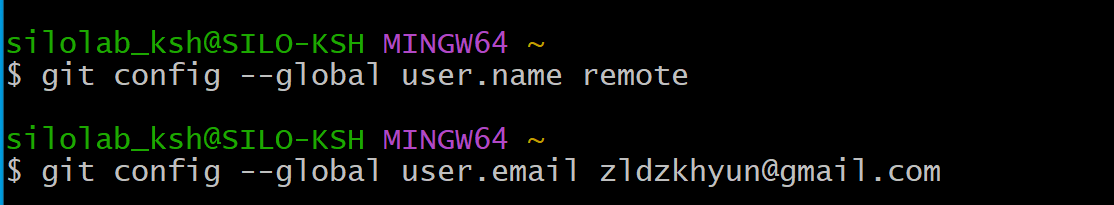 silolab_ksh@SILO-KSH MINGW64 ~
$ git config --global user.name remote
silolab_ksh@SILO-KSH MINGW64 ~
$ git config --global user.email zldzkhyun@gmail.com